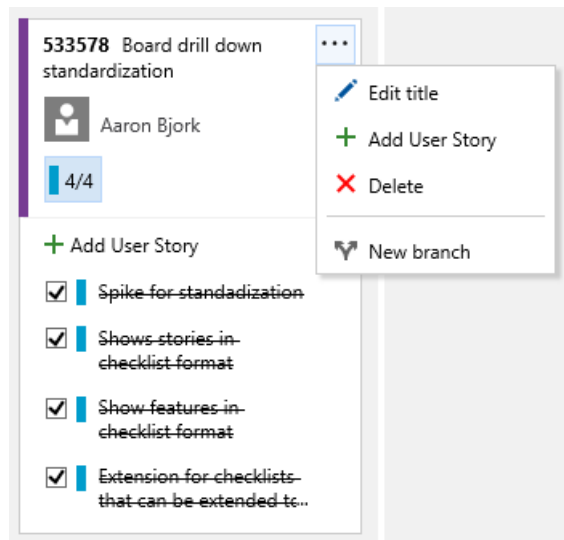 533578 Board drill down
standardization
...
Aaron Bjork
4/4
Edit title
Add User Story
Delete
New branch
Add User Story
Spike for standadization
Shows stories in
checklist format
Show features in
checklist format
Extension for checklists
that can be extended to...